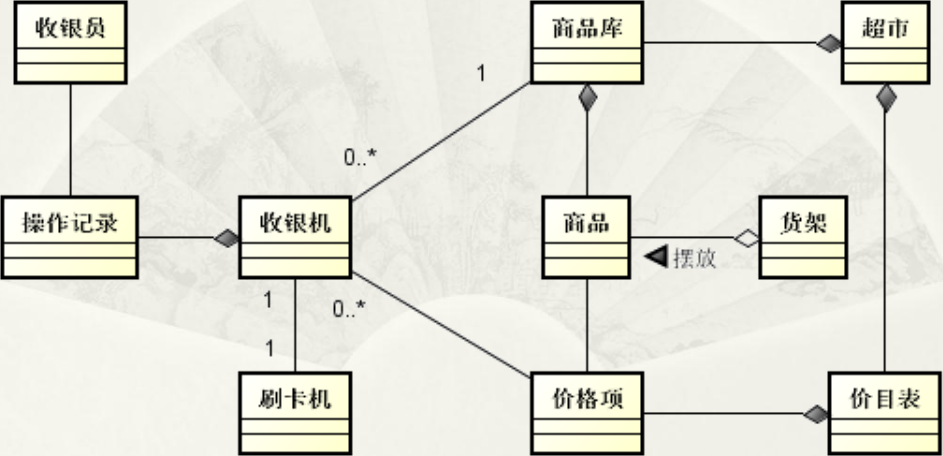 收银员
商品库
超市
1
0..*
操作记录
收银机
商品
货架
摆放
1
0..*
1
刷卡机
价格项
价目表